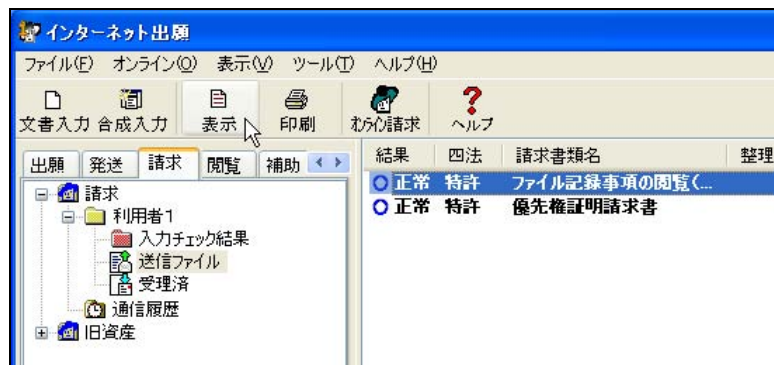 インターネット出願
ファイル(F) オンライン(O) 表示(V) ツール(T) ヘルプ(H)
文書入力 合成入力 表示 印刷 オンライン請求 ヘルプ
出願 発送 請求 閲覧 補助
結果 四法 請求書類名 整理
正常 特許 ファイル記録事項の閲覧(...
正常 特許 優先権証明請求書
請求
利用者1
入力チェック結果
送信ファイル
受理済
通信履歴
旧資産